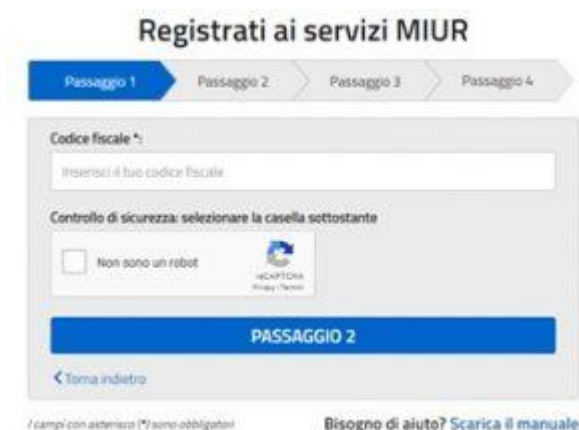 Registrati ai servizi MIUR
Passaggio 1 Passaggio 2 Passaggio 3 Passaggio 4
Codice fiscale *:
Inserisci il tuo codice fiscale
Controllo di sicurezza: selezionare la casella sottostante
Non sono un robot
reCAPTCHA
Privacy - Termini
PASSAGGIO 2
Torna indietro
I campi con asterisco (*) sono obbligatori Bisogno di aiuto? Scarica il manuale